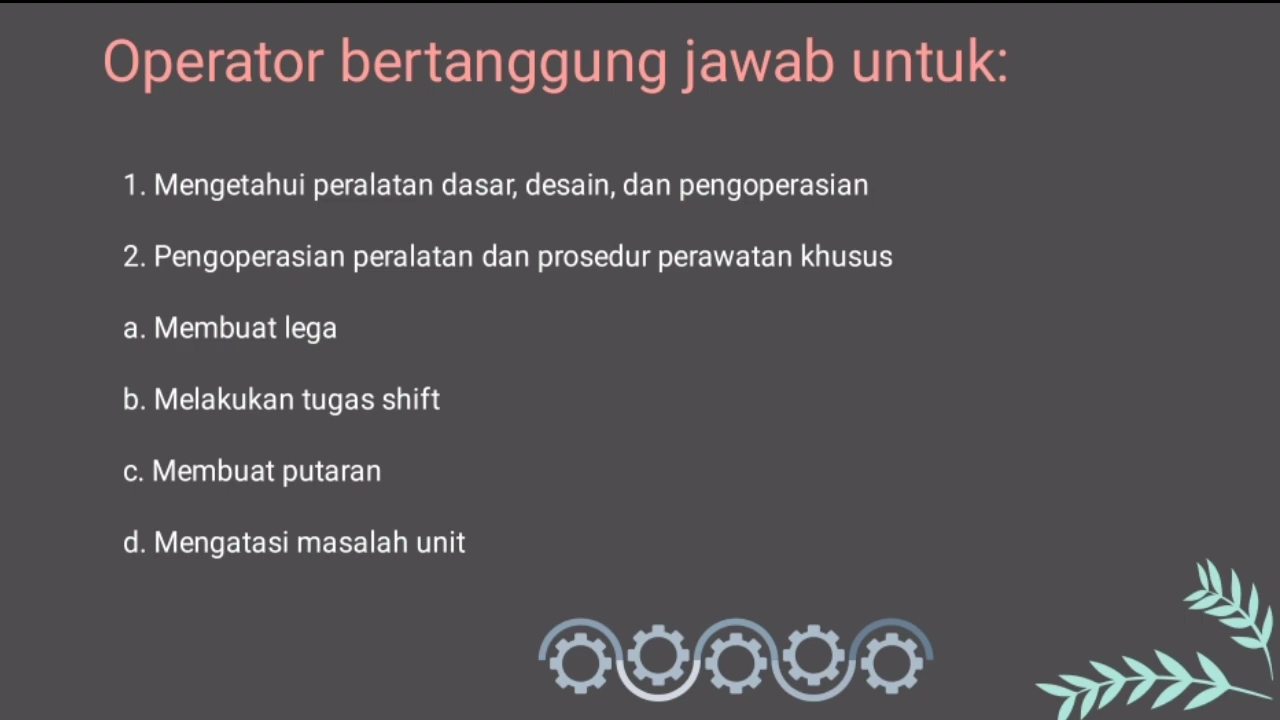 Operator bertanggung jawab untuk:
1. Mengetahui peralatan dasar, desain, dan pengoperasian
2. Pengoperasian peralatan dan prosedur perawatan khusus
a. Membuat lega
b. Melakukan tugas shift
c. Membuat putaran
d. Mengatasi masalah unit